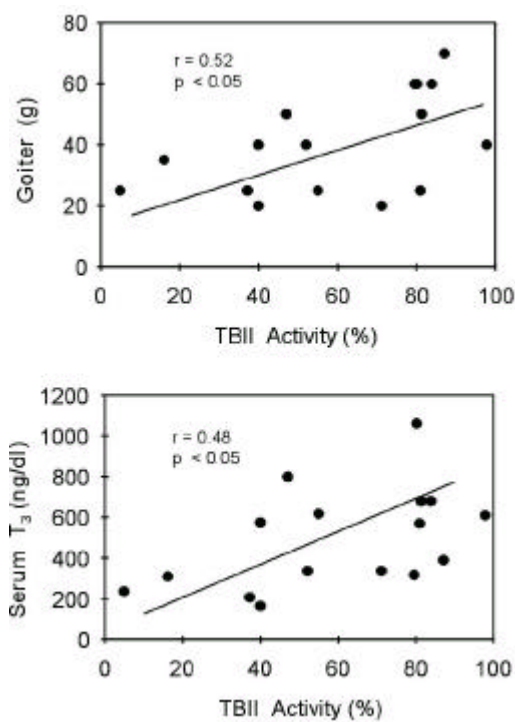 80
r = 0.52
p < 0.05
60
40
20
0
0 20 40 60 80 100
Goiter (g)
TBII Activity (%)
1200
r = 0.48
p < 0.05
1000
800
600
400
200
0
0 20 40 60 80 100
Serum T₃ (ng/dl)
TBII Activity (%)